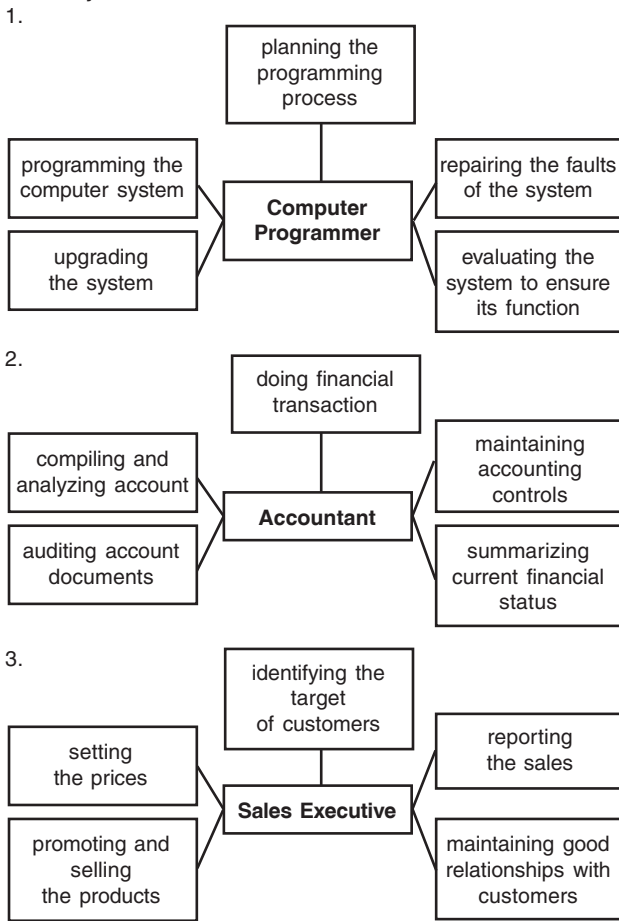 1.
planning the
programming
process
programming the
computer system
repairing the faults
of the system
Computer
Programmer
upgrading
the system
evaluating the
system to ensure
its function
2.
doing financial
transaction
compiling and
analyzing account
maintaining
accounting
controls
Accountant
auditing account
documents
summarizing
current financial
status
3.
identifying the
target
of customers
setting
the prices
reporting
the sales
Sales Executive
promoting and
selling
the products
maintaining good
relationships with
customers